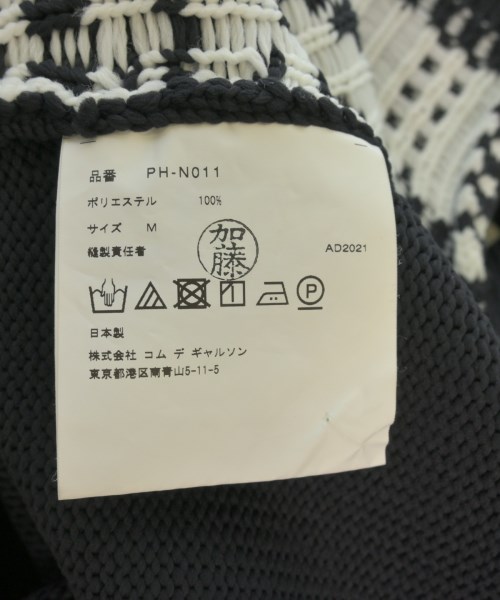 品番 PH-N011
ポリエステル 100%
サイズ M
縫製責任者 加藤 AD2021
P
日本製
株式会社 コム デ ギャルソン
東京都港区南青山5-11-5